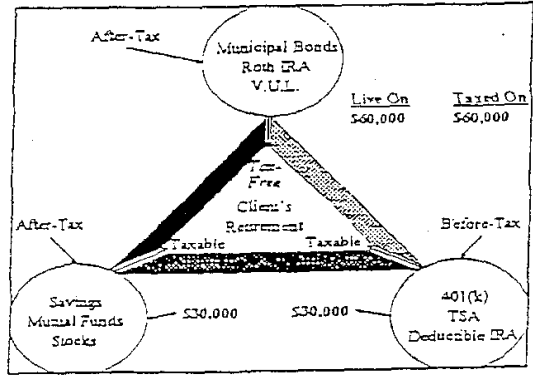 After-Tax
Municipal Bonds
Roth IRA
V.U.L.
Live On Taxed On
$60,000 $60,000
Tax-
Free
Client's
Retirement
After-Tax
Before-Tax
Taxable Taxable
Savings
Mutual Funds
Stocks
$30,000 $30,000
401(k)
TSA
Deductible IRA